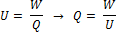 U = W/Q → Q = W/U